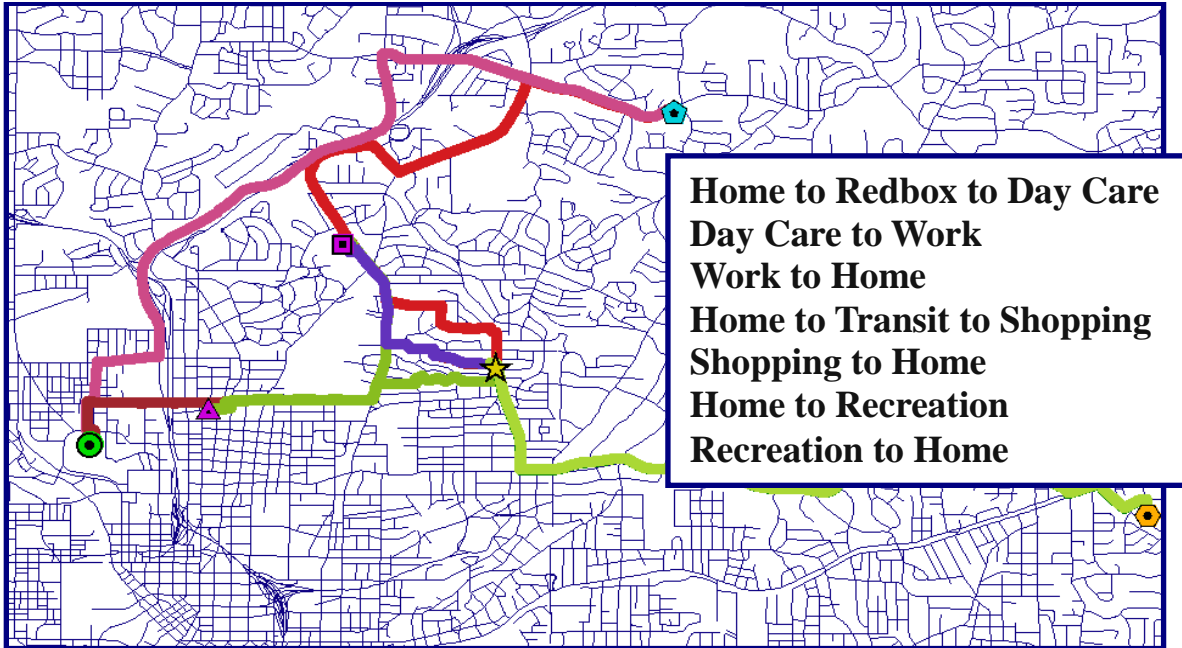 Home to Redbox to Day Care
Day Care to Work
Work to Home
Home to Transit to Shopping
Shopping to Home
Home to Recreation
Recreation to Home